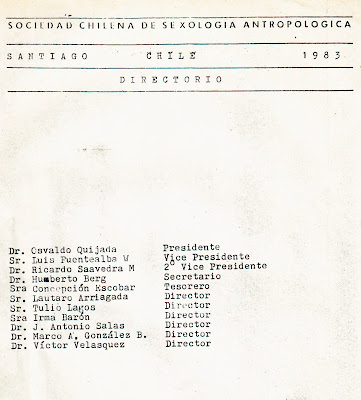 SOCIEDAD CHILENA DE SEXOLOGIA ANTROPOLOGICA
SANTIAGO CHILE 1983
DIRECTORIO
Dr. Osvaldo Quijada Presidente
Sr. Luis Fuentealba W Vice Presidente
Dr. Ricardo Saavedra M 2º Vice Presidente
Dr. Humberto Berg Secretario
Sra Concepción Escobar Tesorero
Sr. Lautaro Arriagada Director
Sr. Tulio Lagos Director
Sra Irma Barón Director
Dr. J. Antonio Salas Director
Dr. Marco A. González B. Director
Dr. Víctor Velasquez Director